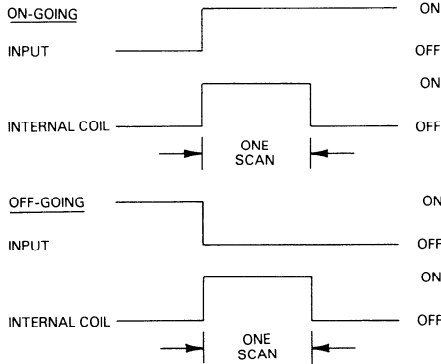 ON-GOING ON
INPUT OFF
ON
INTERNAL COIL OFF
ONE
SCAN
OFF-GOING ON
INPUT OFF
ON
INTERNAL COIL OFF
ONE
SCAN